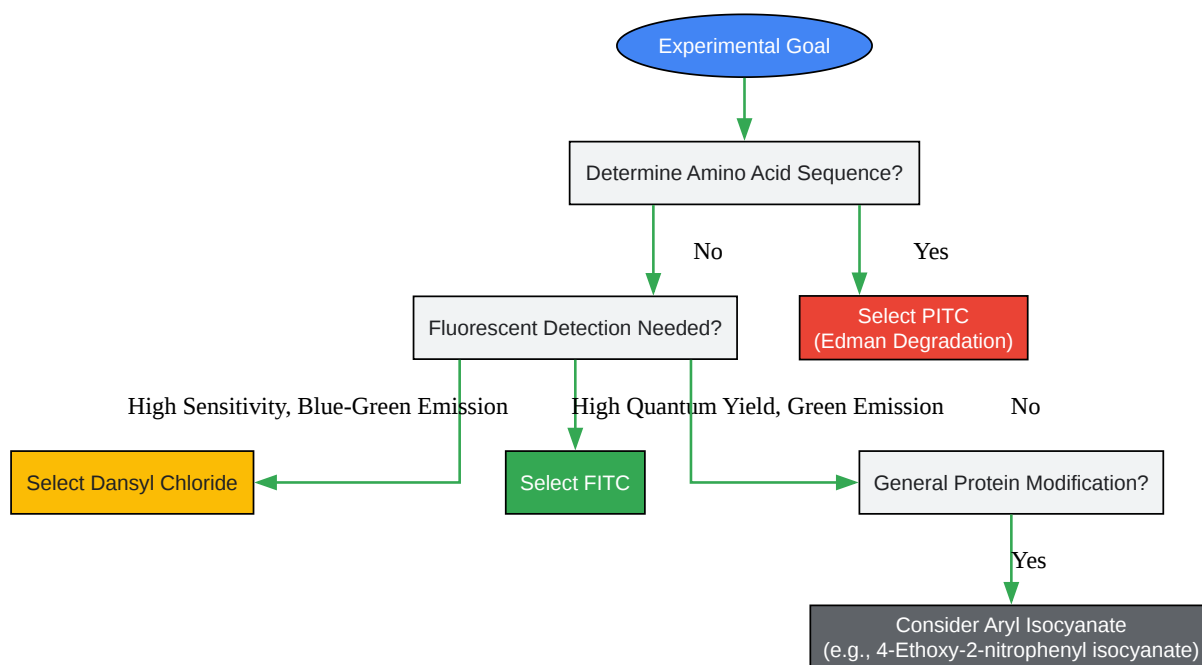 Experimental Goal
Determine Amino Acid Sequence?
No
Yes
Fluorescent Detection Needed?
Select PITC
(Edman Degradation)
High Sensitivity, Blue-Green Emission
High Quantum Yield, Green Emission
No
Select Dansyl Chloride
Select FITC
General Protein Modification?
Yes
Consider Aryl Isocyanate
(e.g., 4-Ethoxy-2-nitrophenyl isocyanate)